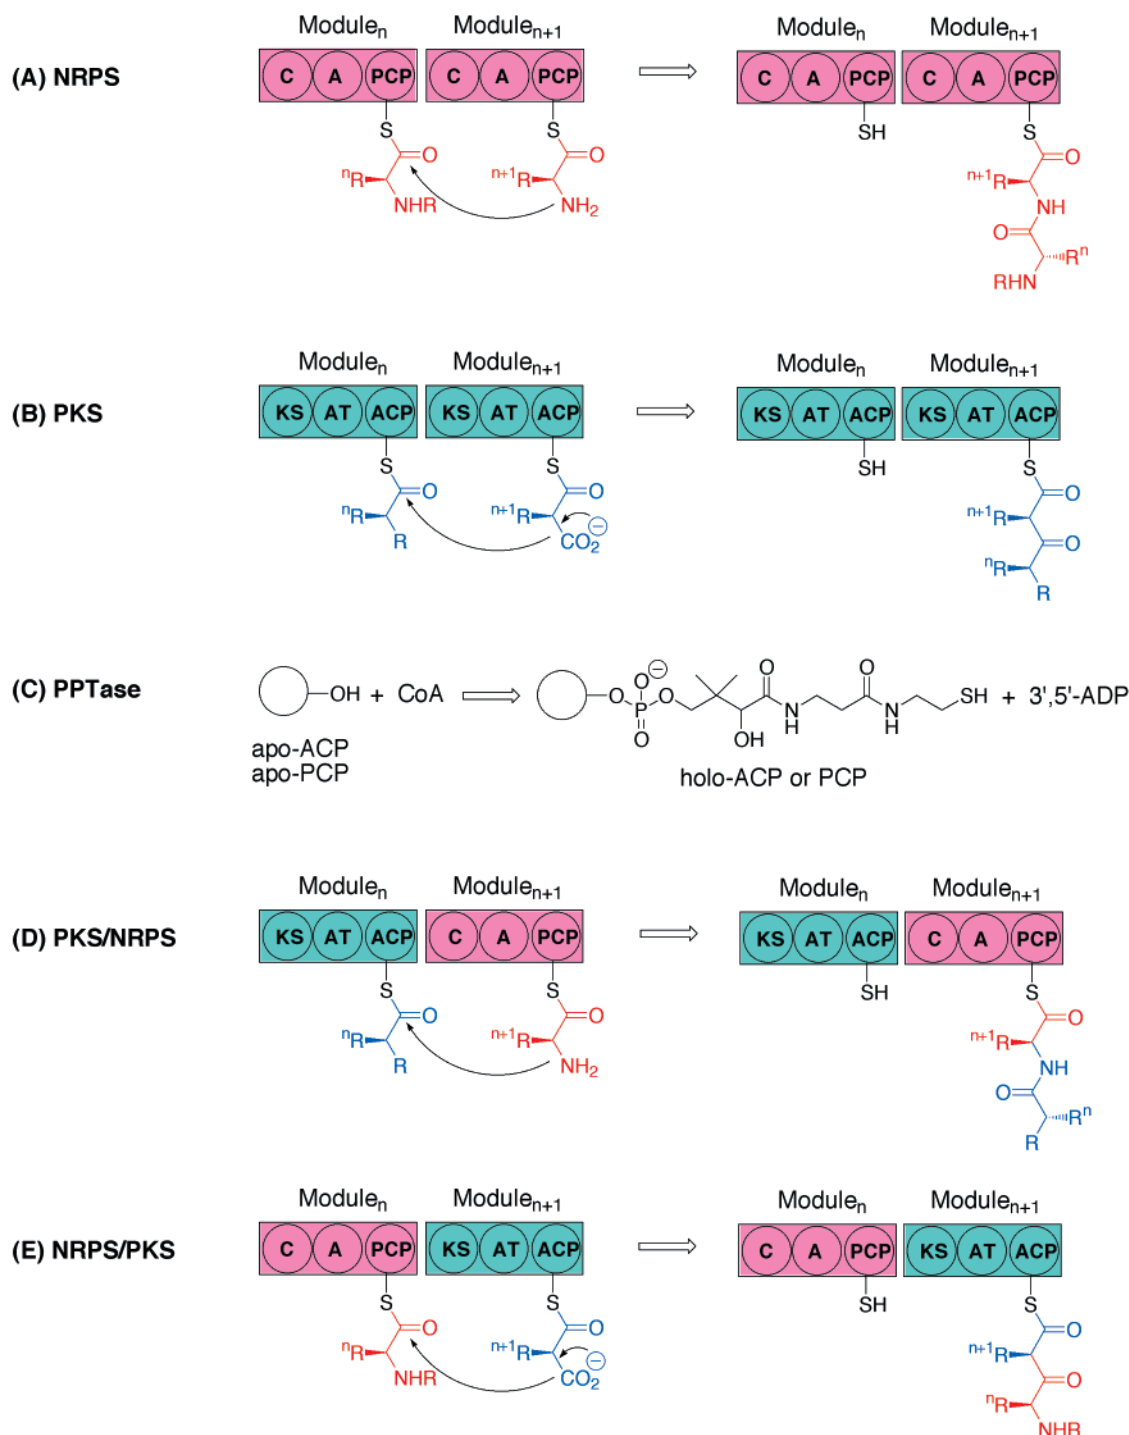 Moduleₙ Moduleₙ₊₁ Moduleₙ Moduleₙ₊₁
(A) NRPS C A PCP C A PCP C A PCP C A PCP
S S SH S
O O O
ⁿR ⁿ⁺¹R ⁿ⁺¹R
NHR NH₂ NH
O
Rⁿ
RHN
Moduleₙ Moduleₙ₊₁ Moduleₙ Moduleₙ₊₁
(B) PKS KS AT ACP KS AT ACP KS AT ACP KS AT ACP
S S SH S
O O O
ⁿR ⁿ⁺¹R ⁿ⁺¹R
R CO₂ − O
ⁿR
R
(C) PPTase OH + CoA O P O − O O O OH N H O N H SH + 3',5'-ADP
apo-ACP
apo-PCP
holo-ACP or PCP
Moduleₙ Moduleₙ₊₁ Moduleₙ Moduleₙ₊₁
(D) PKS/NRPS KS AT ACP C A PCP KS AT ACP C A PCP
S S SH S
O O O
ⁿR ⁿ⁺¹R ⁿ⁺¹R
R NH₂ NH
O
Rⁿ
R
Moduleₙ Moduleₙ₊₁ Moduleₙ Moduleₙ₊₁
(E) NRPS/PKS C A PCP KS AT ACP C A PCP KS AT ACP
S S SH S
O O O
ⁿR ⁿ⁺¹R ⁿ⁺¹R
NHR CO₂ − O
ⁿR
NHR